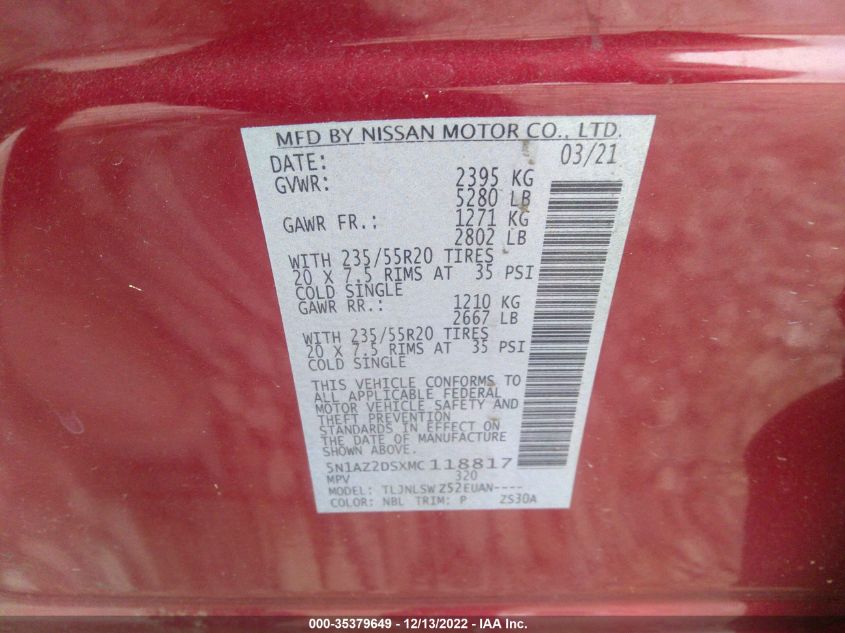 MFD BY NISSAN MOTOR CO., LTD.
DATE: 03/21
GVWR: 2395 KG
5280 LB
GAWR FR.: 1271 KG
2802 LB
WITH 235/55R20 TIRES
20 X 7.5 RIMS AT 35 PSI
COLD SINGLE
GAWR RR.: 1210 KG
2667 LB
WITH 235/55R20 TIRES
20 X 7.5 RIMS AT 35 PSI
COLD SINGLE
THIS VEHICLE CONFORMS TO
ALL APPLICABLE FEDERAL
MOTOR VEHICLE SAFETY AND
THEFT PREVENTION
STANDARDS IN EFFECT ON
THE DATE OF MANUFACTURE
SHOWN ABOVE.
5N1AZ2DSXMC118817
MPV 320
MODEL: TLJNLSWZ52EUAN----
COLOR: NBL TRIM: P ZS30A
000-35379649 - 12/13/2022 - IAA Inc.